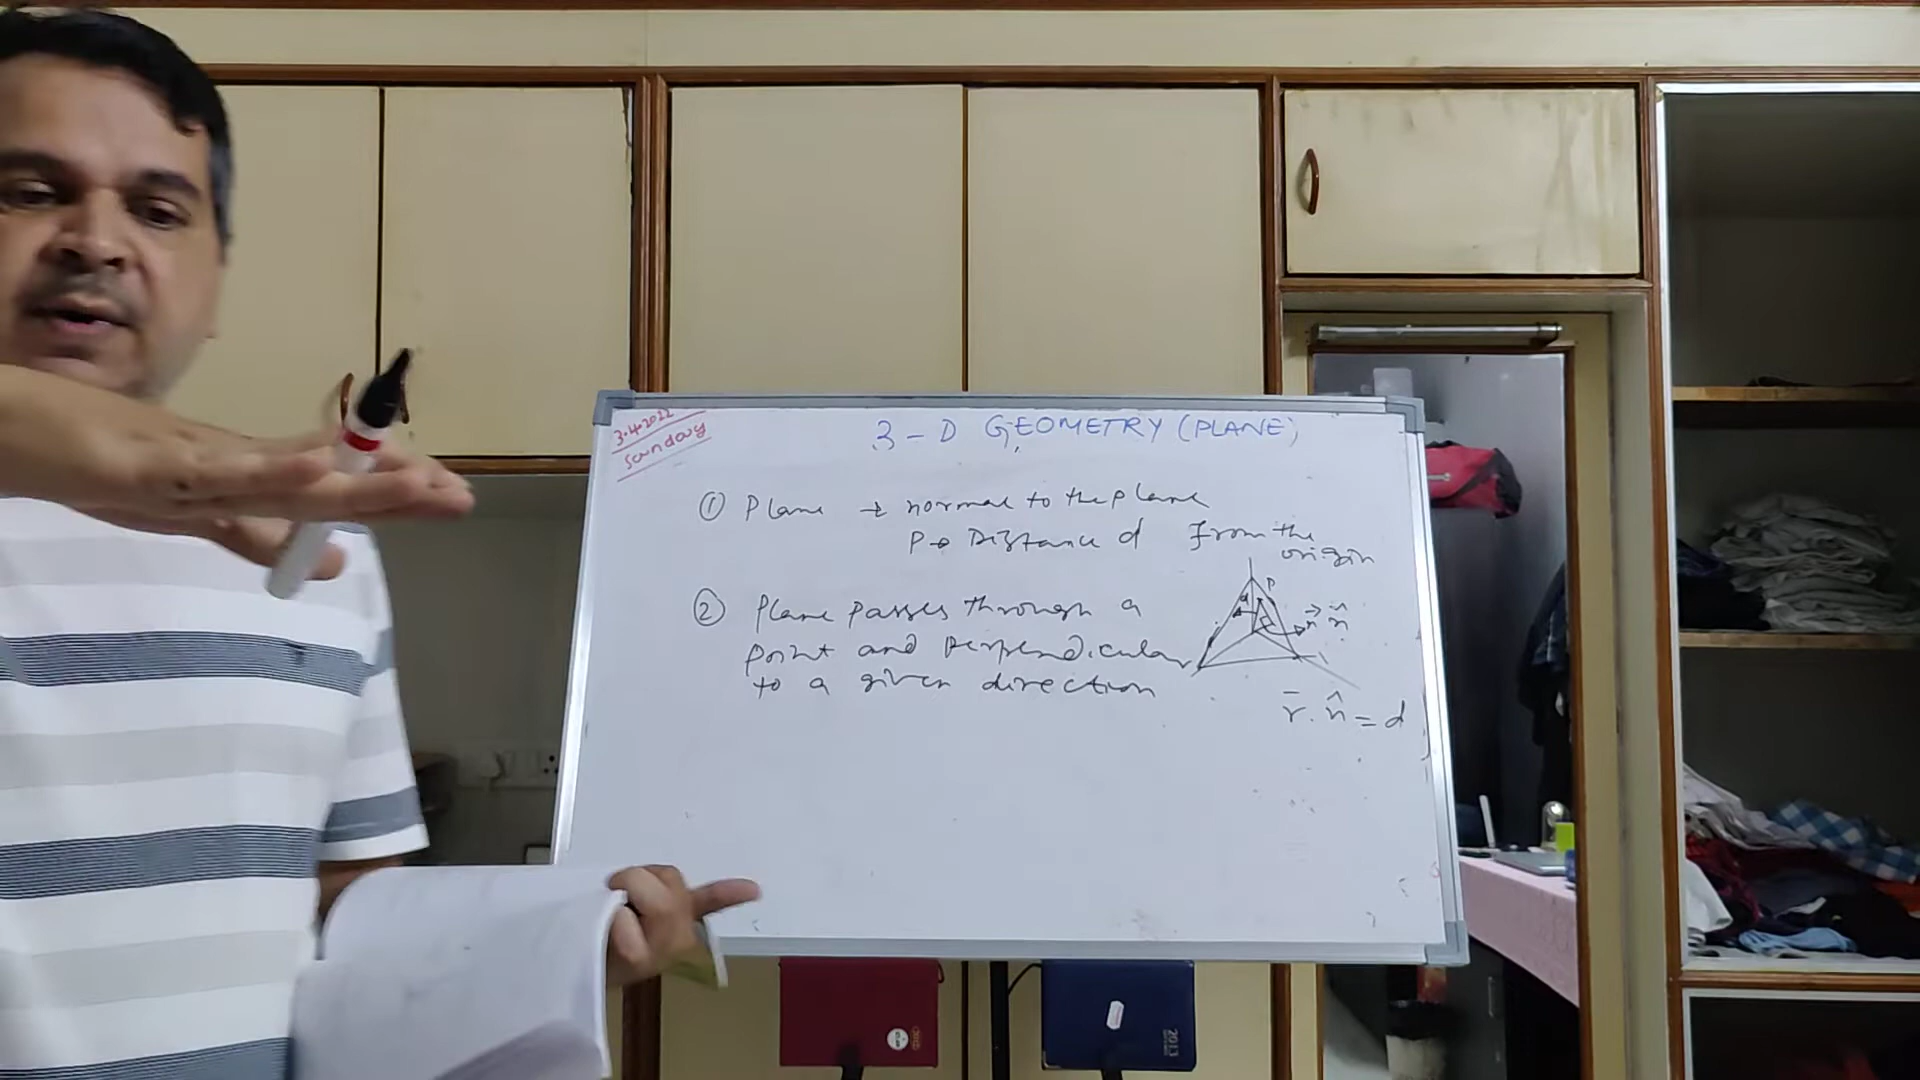 3.4.2022
Sunday
3-D GEOMETRY (PLANE)
① Plane → normal to the plane
P → Distance d from the origin
② Plane passes through a
point and perpendicular
to a given direction
P
n⃗ n̂
r̄ . n̂ = d
2013